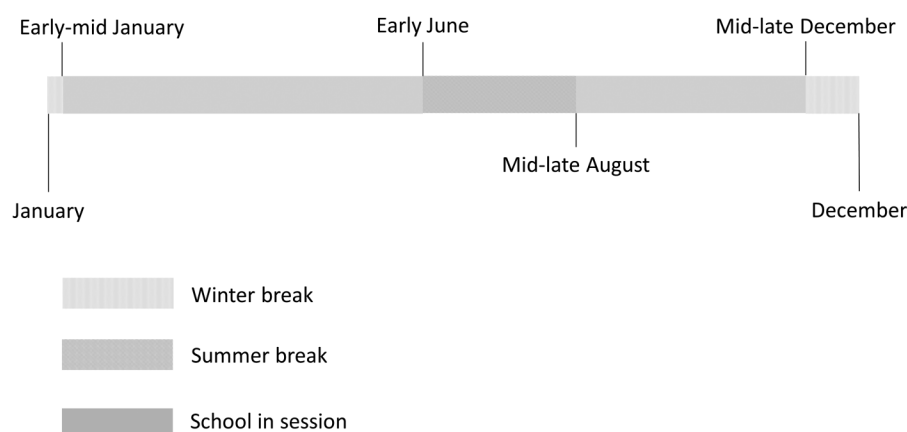 Early-mid January
Early June
Mid-late December
Mid-late August
January
December
Winter break
Summer break
School in session